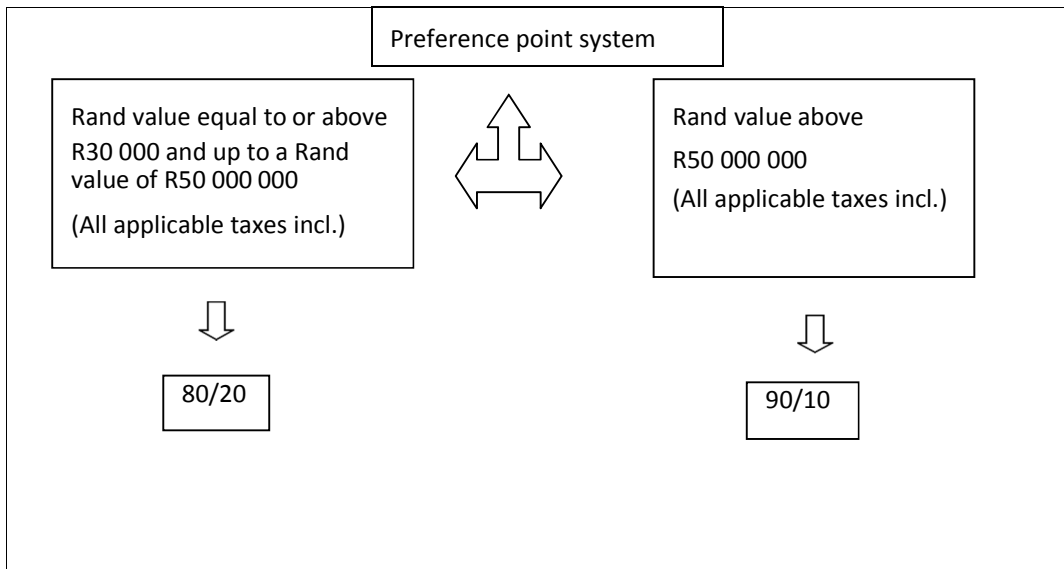 Preference point system
Rand value equal to or above
R30 000 and up to a Rand
value of R50 000 000
(All applicable taxes incl.)
Rand value above
R50 000 000
(All applicable taxes incl.)
80/20
90/10